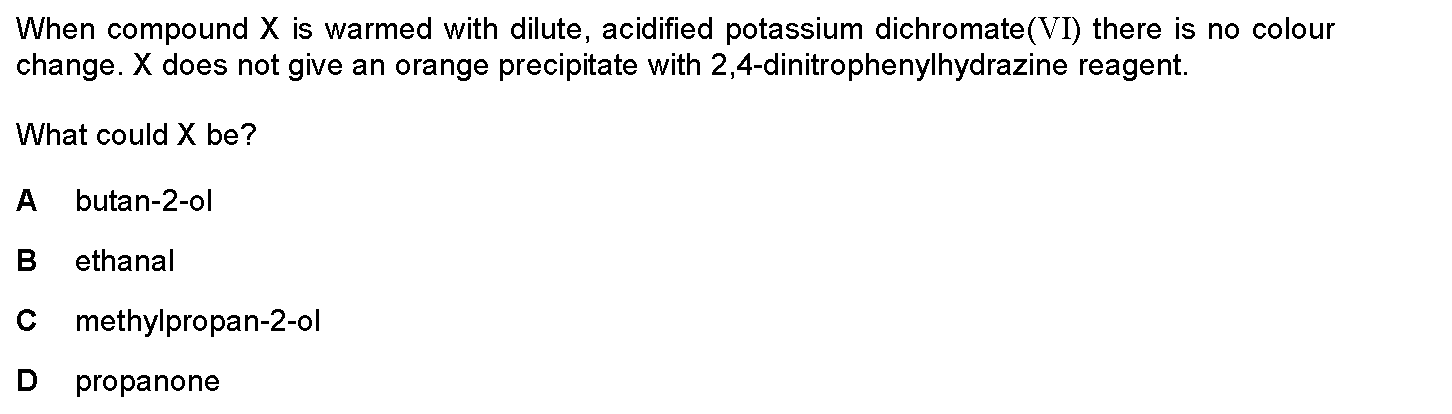 When compound X is warmed with dilute, acidified potassium dichromate(VI) there is no colour
change. X does not give an orange precipitate with 2,4-dinitrophenylhydrazine reagent.
What could X be?
A butan-2-ol
B ethanal
C methylpropan-2-ol
D propanone